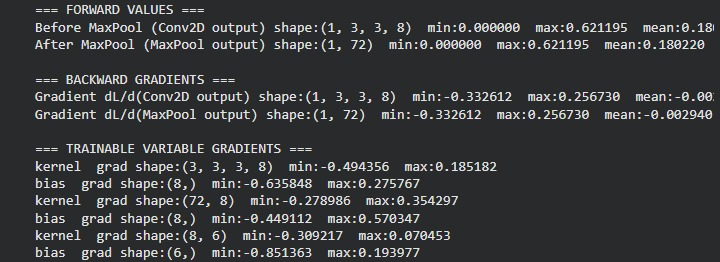 === FORWARD VALUES ===
Before MaxPool (Conv2D output) shape:(1, 3, 3, 8) min:0.000000 max:0.621195 mean:0.18
After MaxPool (MaxPool output) shape:(1, 72) min:0.000000 max:0.621195 mean:0.180220
=== BACKWARD GRADIENTS ===
Gradient dL/d(Conv2D output) shape:(1, 3, 3, 8) min:-0.332612 max:0.256730 mean:-0.00
Gradient dL/d(MaxPool output) shape:(1, 72) min:-0.332612 max:0.256730 mean:-0.002940
=== TRAINABLE VARIABLE GRADIENTS ===
kernel grad shape:(3, 3, 3, 8) min:-0.494356 max:0.185182
bias grad shape:(8,) min:-0.635848 max:0.275767
kernel grad shape:(72, 8) min:-0.278986 max:0.354297
bias grad shape:(8,) min:-0.449112 max:0.570347
kernel grad shape:(8, 6) min:-0.309217 max:0.070453
bias grad shape:(6,) min:-0.851363 max:0.193977